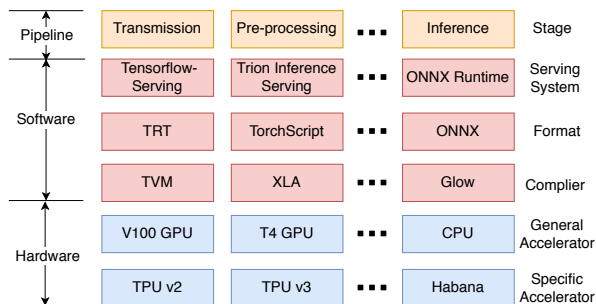 Pipeline
Transmission
Pre-processing
Inference
Stage
Software
Tensorflow-
Serving
Trion Inference
Serving
ONNX Runtime
Serving
System
TRT
TorchScript
ONNX
Format
TVM
XLA
Glow
Complier
Hardware
V100 GPU
T4 GPU
CPU
General
Accelerator
TPU v2
TPU v3
Habana
Specific
Accelerator